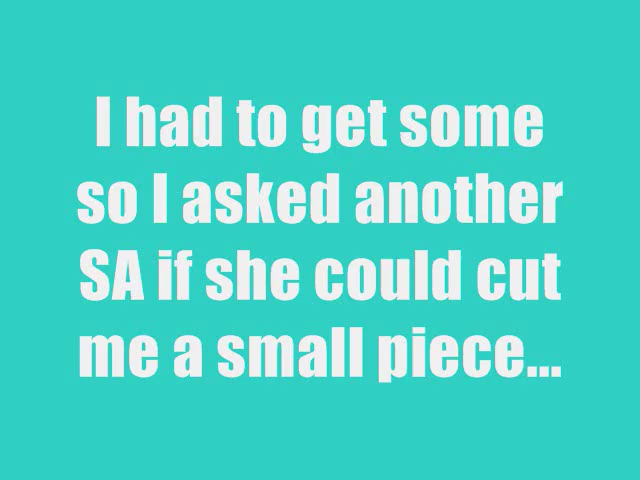 I had to get some
so I asked another
SA if she could cut
me a small piece...